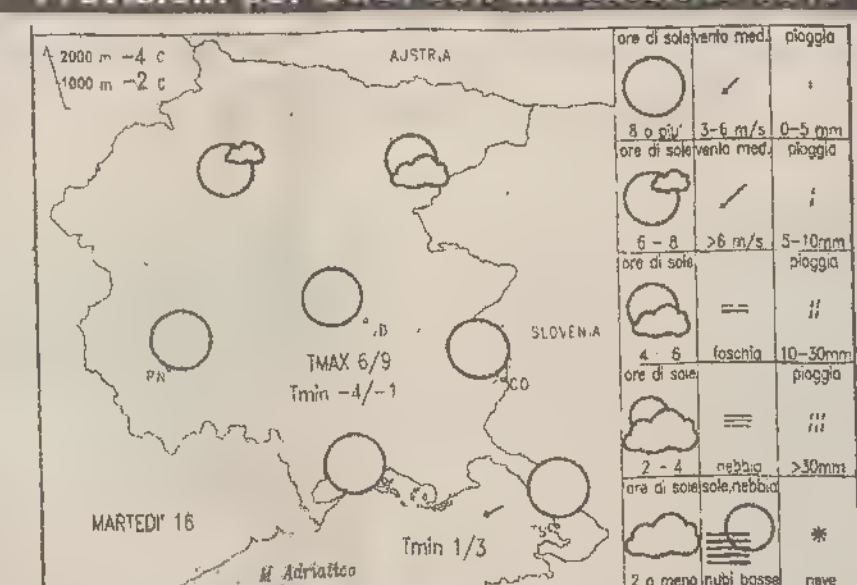 2000 m -4 C
1000 m -2 C
AUSTRIA
SLOVENIA
PN
TMAX 6/9
Tmin -4/-1
MARTEDI' 16
Tmin 1/3
M Adriatico
ore di sole vento med. pioggia
8 o piu' 3-6 m/s 0-5 mm
ore di sole vento med. pioggia
6 - 8 >6 m/s 5-10mm
ore di sole pioggia
4 - 6 foschia 10-30mm
ore di sole pioggia
2 - 4 nebbia >30mm
ore di sole sole,nebbia
2 o meno nubi basse neve